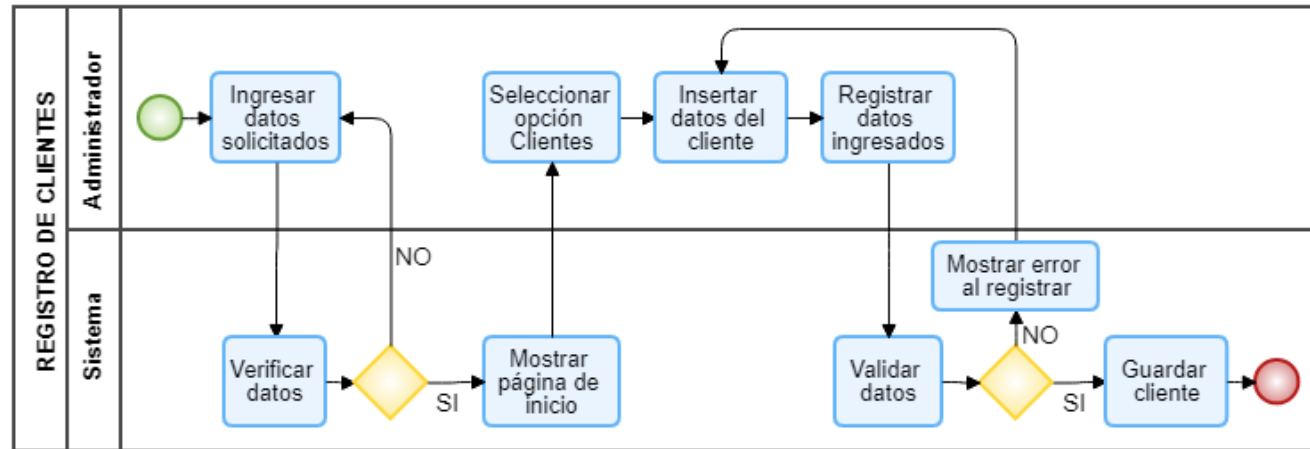 REGISTRO DE CLIENTES
Administrador
Ingresar
datos
solicitados
Seleccionar
opción
Clientes
Insertar
datos del
cliente
Registrar
datos
ingresados
Sistema
Verificar
datos
NO
SI
Mostrar
página de
inicio
Validar
datos
Mostrar error
al registrar
NO
SI
Guardar
cliente